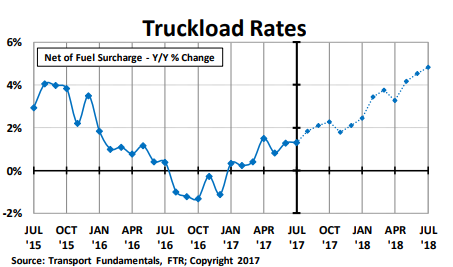 Truckload Rates
6%
Net of Fuel Surcharge - Y/Y % Change
4%
2%
0%
-2%
JUL OCT JAN APR JUL OCT JAN APR JUL OCT JAN APR JUL
'15 '15 '16 '16 '16 '16 '17 '17 '17 '17 '18 '18 '18
Source: Transport Fundamentals, FTR; Copyright 2017